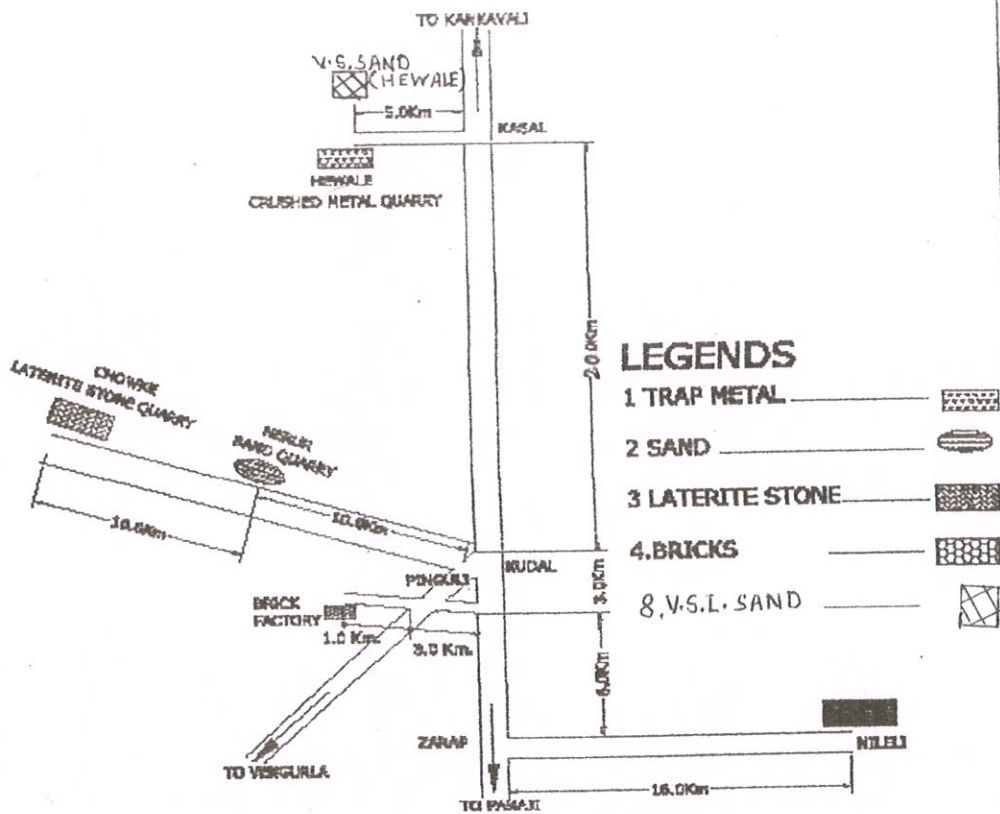 TO KANKAVALI
V.S.SAND
(HEWALE)
5.0Km
KASAL
HEWALE
CRUSHED METAL QUARRY
20.0Km
LEGENDS
1 TRAP METAL
2 SAND
3 LATERITE STONE
4.BRICKS
8,V.S.I. SAND
CHOWKE
LATERITE STONE QUARRY
NERUR
SAND QUARRY
10.0Km
10.0Km
PINGULI
KUDAL
3.0Km
BRICK
FACTORY
1.0 Km.
3.0 Km.
6.0Km
ZARAP
NILELI
TO VENGURLA
16.0Km
TO PANAJI